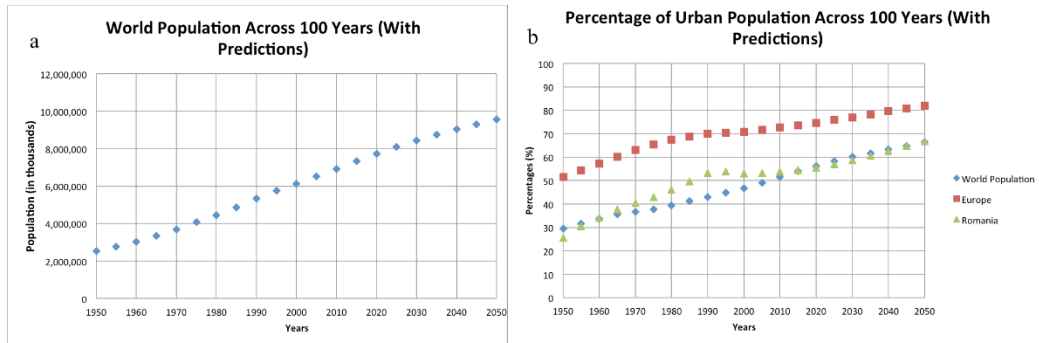 a
World Population Across 100 Years (With
Predictions)
Population (in thousands)
12,000,000
10,000,000
8,000,000
6,000,000
4,000,000
2,000,000
0
1950 1960 1970 1980 1990 2000 2010 2020 2030 2040 2050
Years
b
Percentage of Urban Population Across 100 Years (With
Predictions)
Percentages (%)
100
90
80
70
60
50
40
30
20
10
0
1950 1960 1970 1980 1990 2000 2010 2020 2030 2040 2050
Years
World Population
Europe
Romania